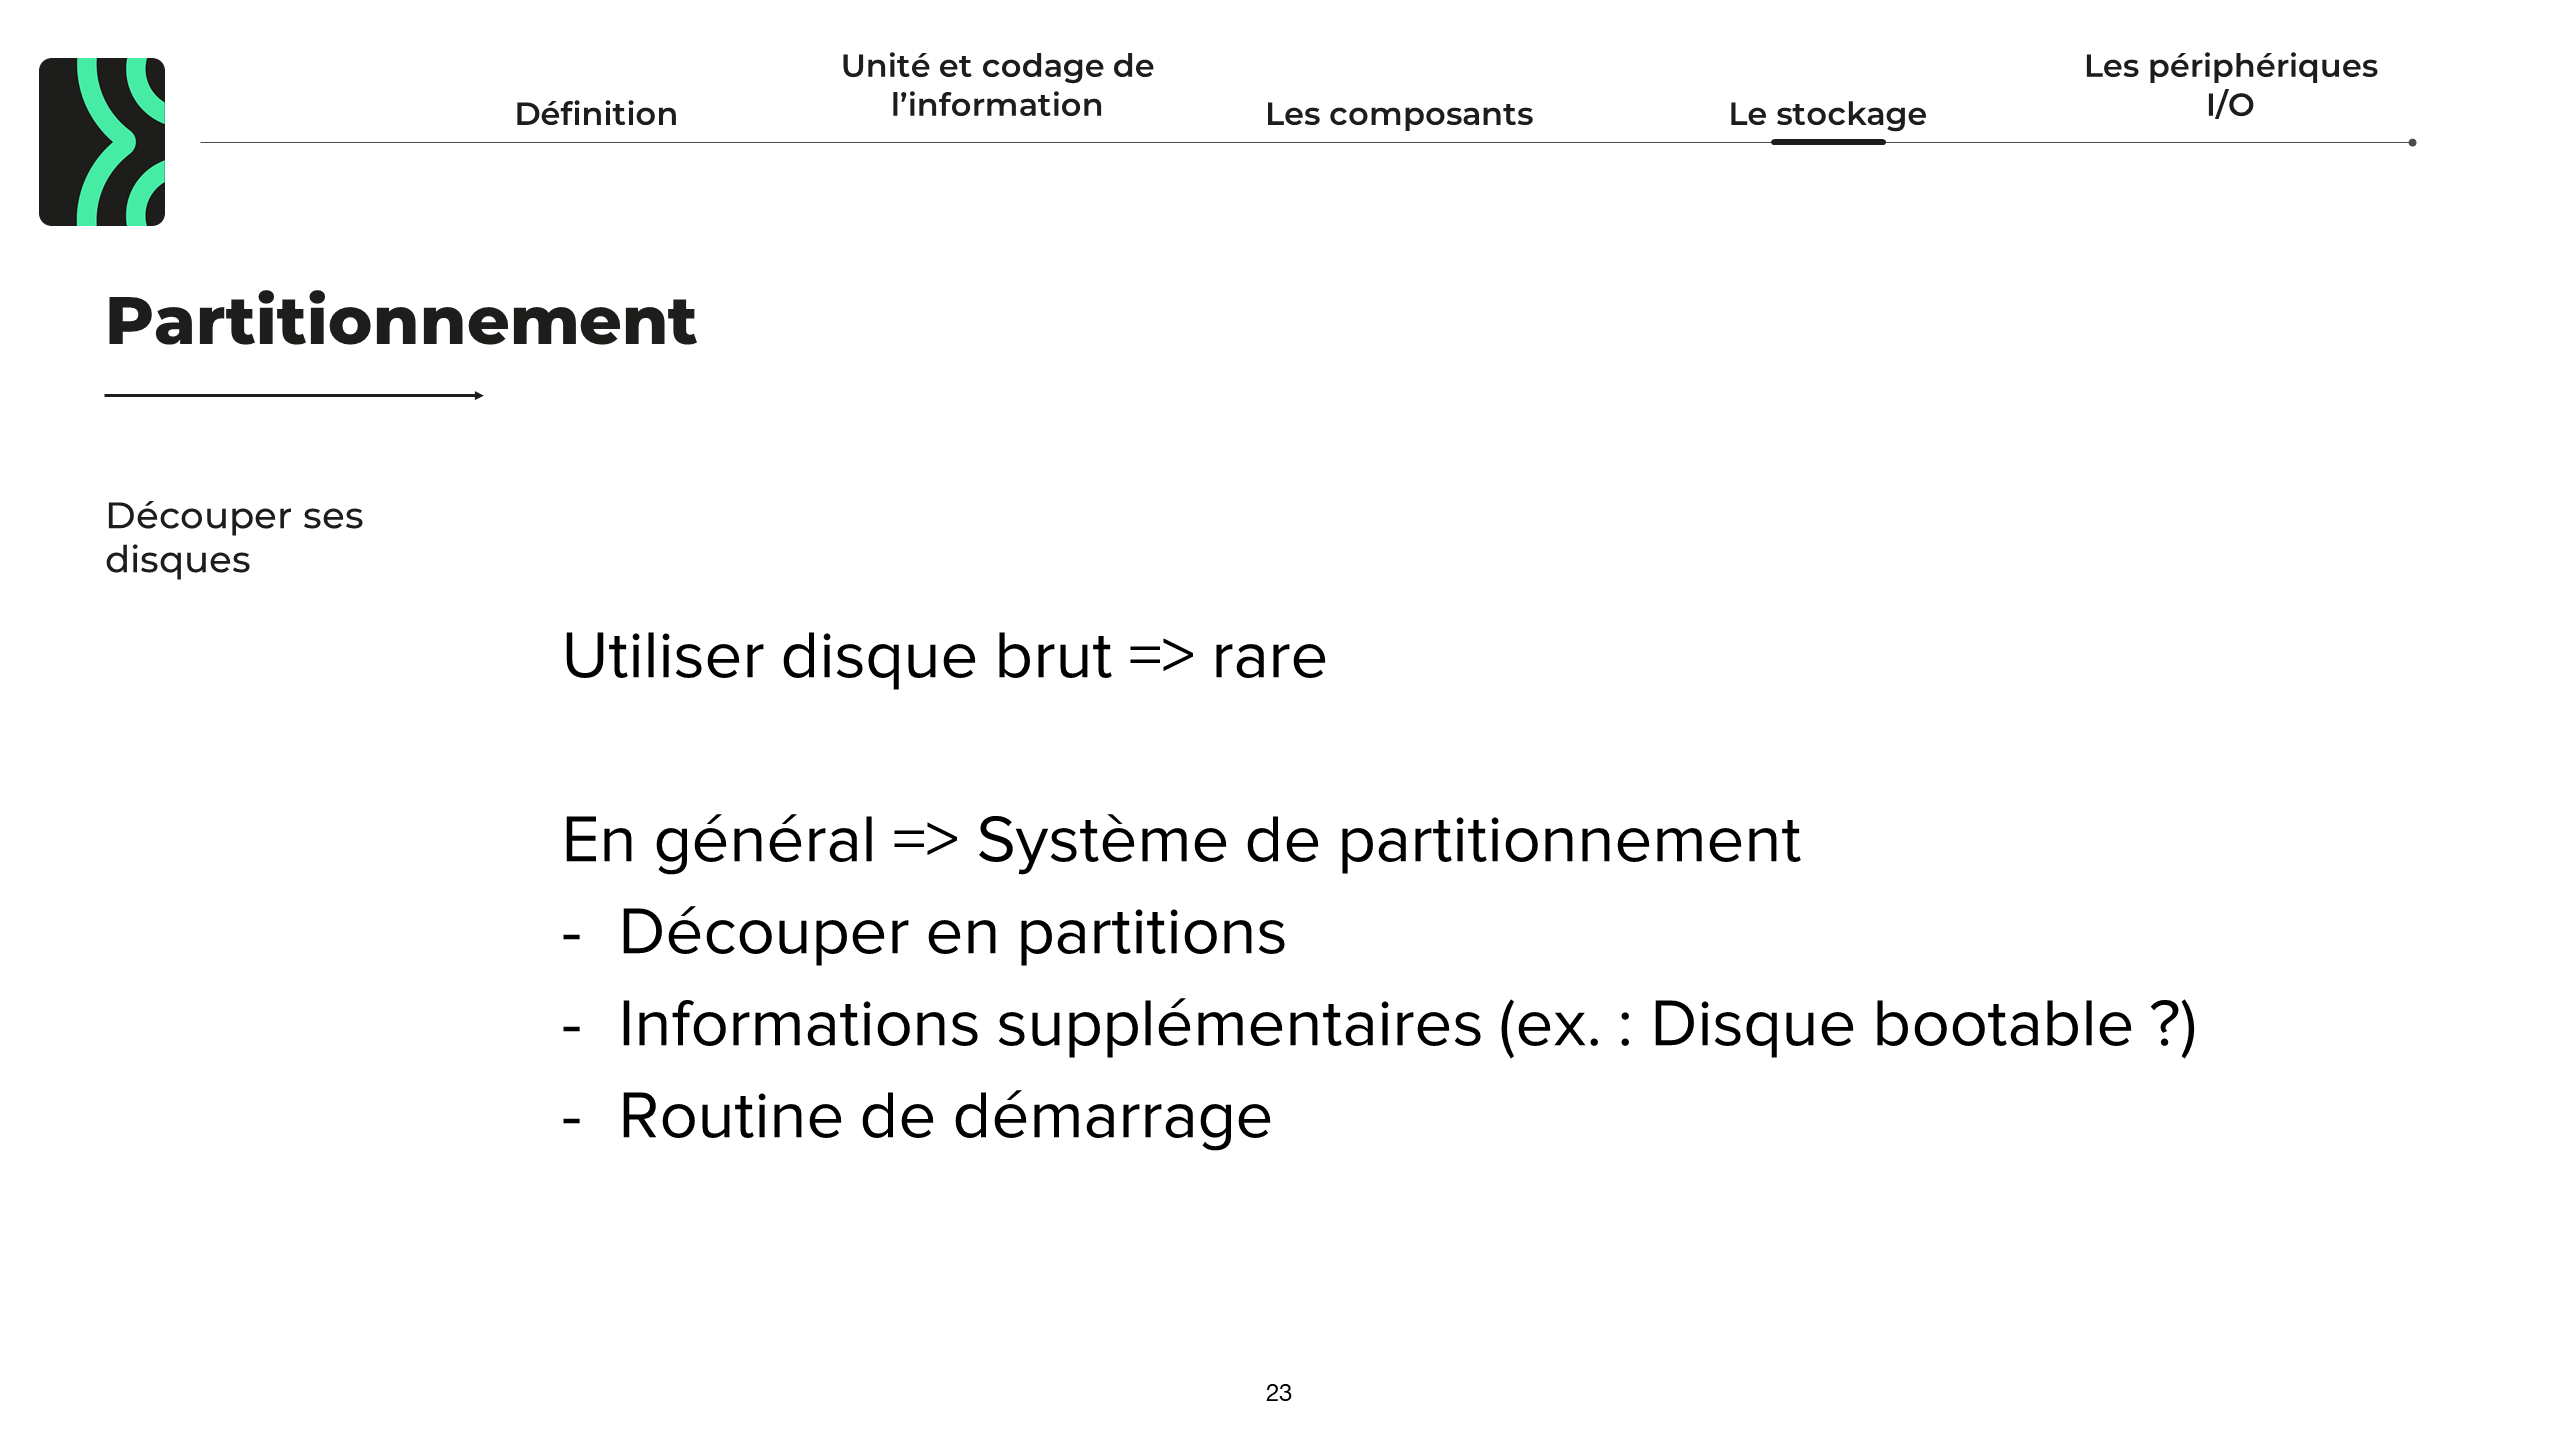 Définition
Unité et codage de
l’information
Les composants
Le stockage
Les périphériques
I/O
Partitionnement
Découper ses
disques
Utiliser disque brut => rare
En général => Système de partitionnement
- Découper en partitions
- Informations supplémentaires (ex. : Disque bootable ?)
- Routine de démarrage
23